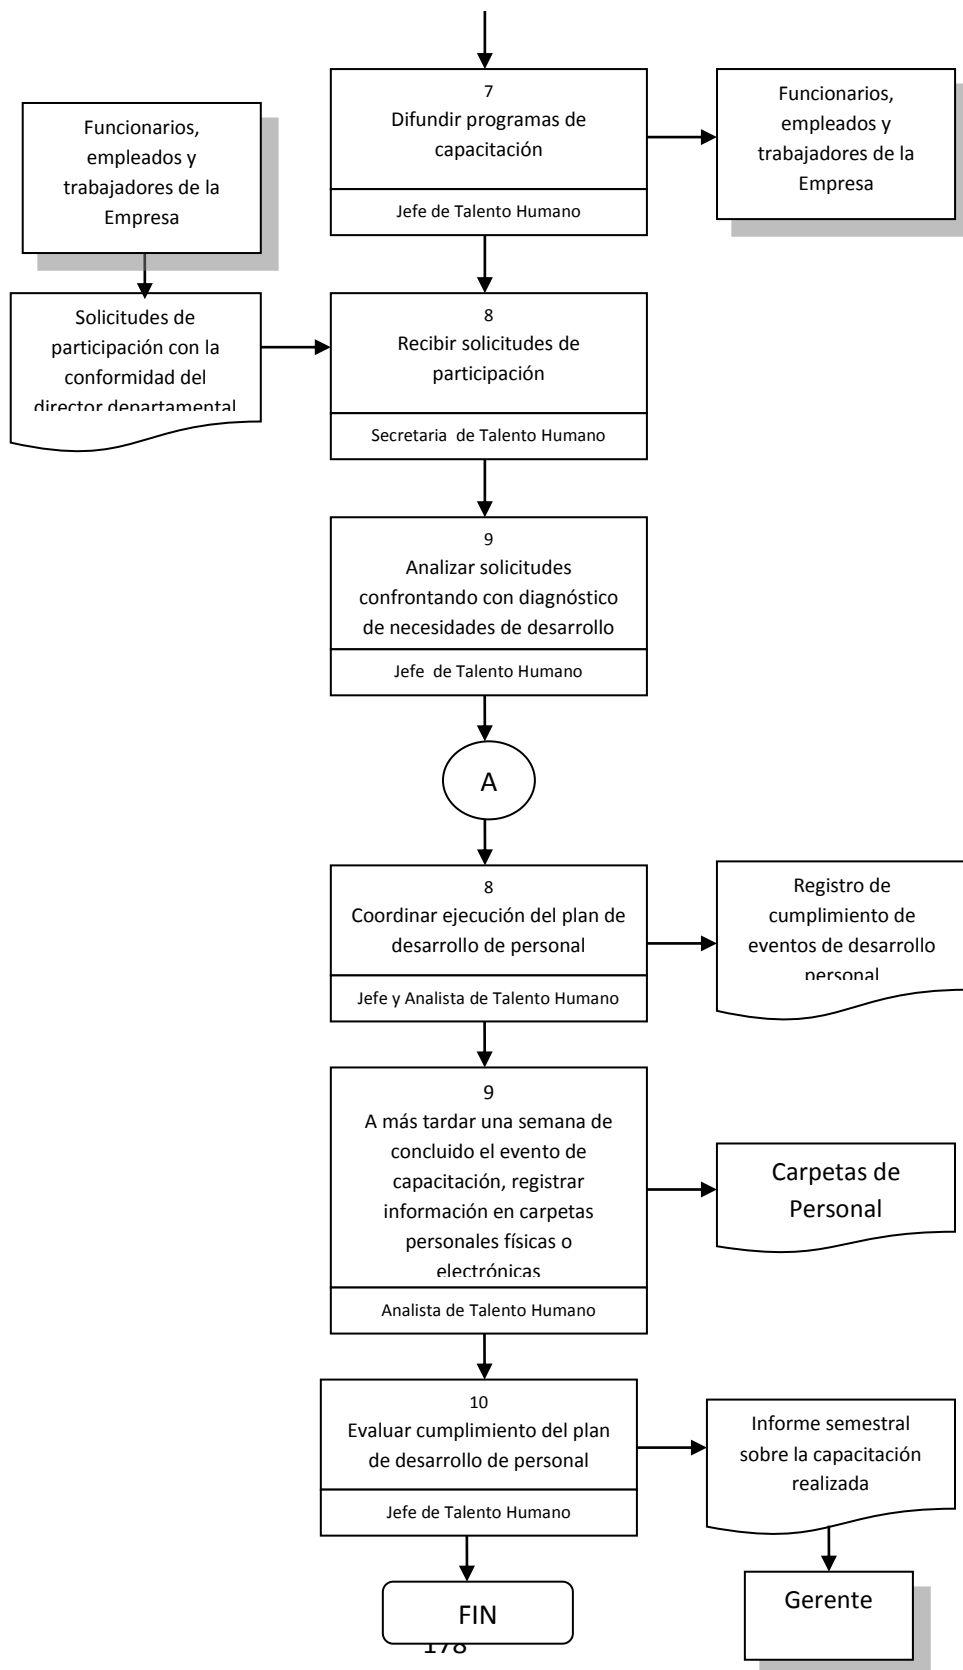 7
Difundir programas de
capacitación
Jefe de Talento Humano
Funcionarios,
empleados y
trabajadores de la
Empresa
Funcionarios,
empleados y
trabajadores de la
Empresa
Solicitudes de
participación con la
conformidad del
director departamental
8
Recibir solicitudes de
participación
Secretaria de Talento Humano
9
Analizar solicitudes
confrontando con diagnóstico
de necesidades de desarrollo
Jefe de Talento Humano
A
8
Coordinar ejecución del plan de
desarrollo de personal
Jefe y Analista de Talento Humano
Registro de
cumplimiento de
eventos de desarrollo
personal
9
A más tardar una semana de
concluido el evento de
capacitación, registrar
información en carpetas
personales físicas o
electrónicas
Analista de Talento Humano
Carpetas de
Personal
10
Evaluar cumplimiento del plan
de desarrollo de personal
Jefe de Talento Humano
Informe semestral
sobre la capacitación
realizada
Gerente
FIN
178